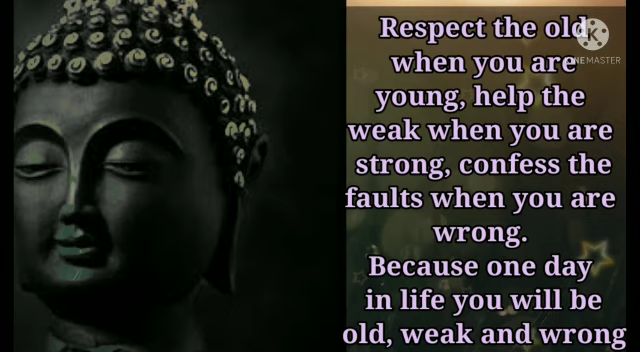 Respect the old
when you are
young, help the
weak when you are
strong, confess the
faults when you are
wrong.
Because one day
in life you will be
old, weak and wrong
KINEMASTER